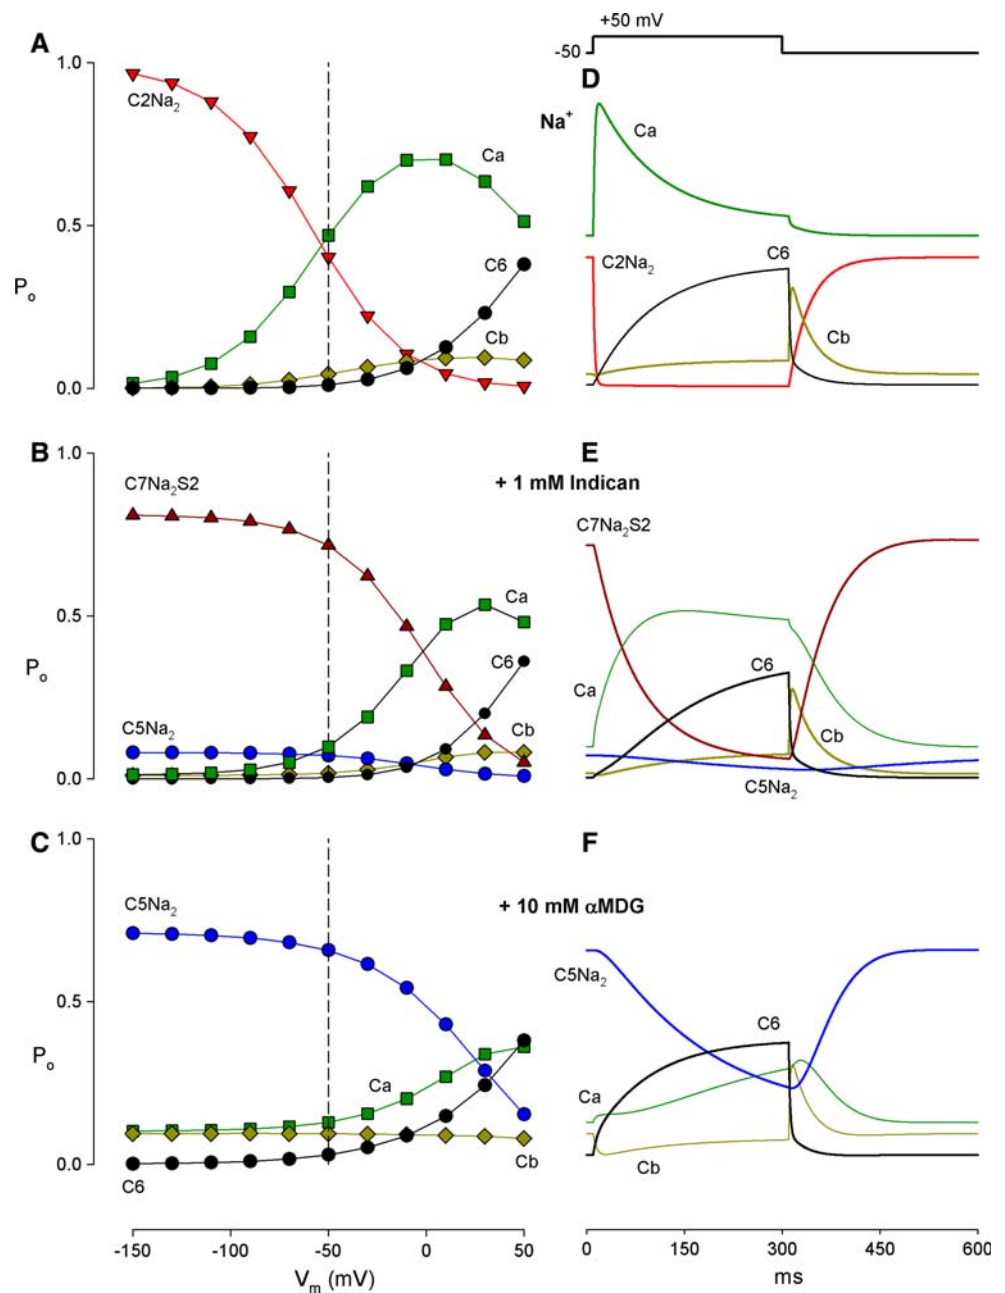 +50 mV
-50
A
1.0
C2Na₂
Ca
C6
Cb
0.5
0.0
Pₒ
D
Na⁺
Ca
C2Na₂
C6
Cb
B
1.0
C7Na₂S2
+ 1 mM Indican
Ca
C6
C5Na₂
Cb
0.5
0.0
Pₒ
E
C7Na₂S2
Ca
C6
Cb
C5Na₂
C
1.0
C5Na₂
+ 10 mM αMDG
Ca
C6
Cb
0.5
0.0
Pₒ
F
C5Na₂
C6
Ca
Cb
-150
-100
-50
0
50
Vₘ (mV)
0
150
300
450
600
ms